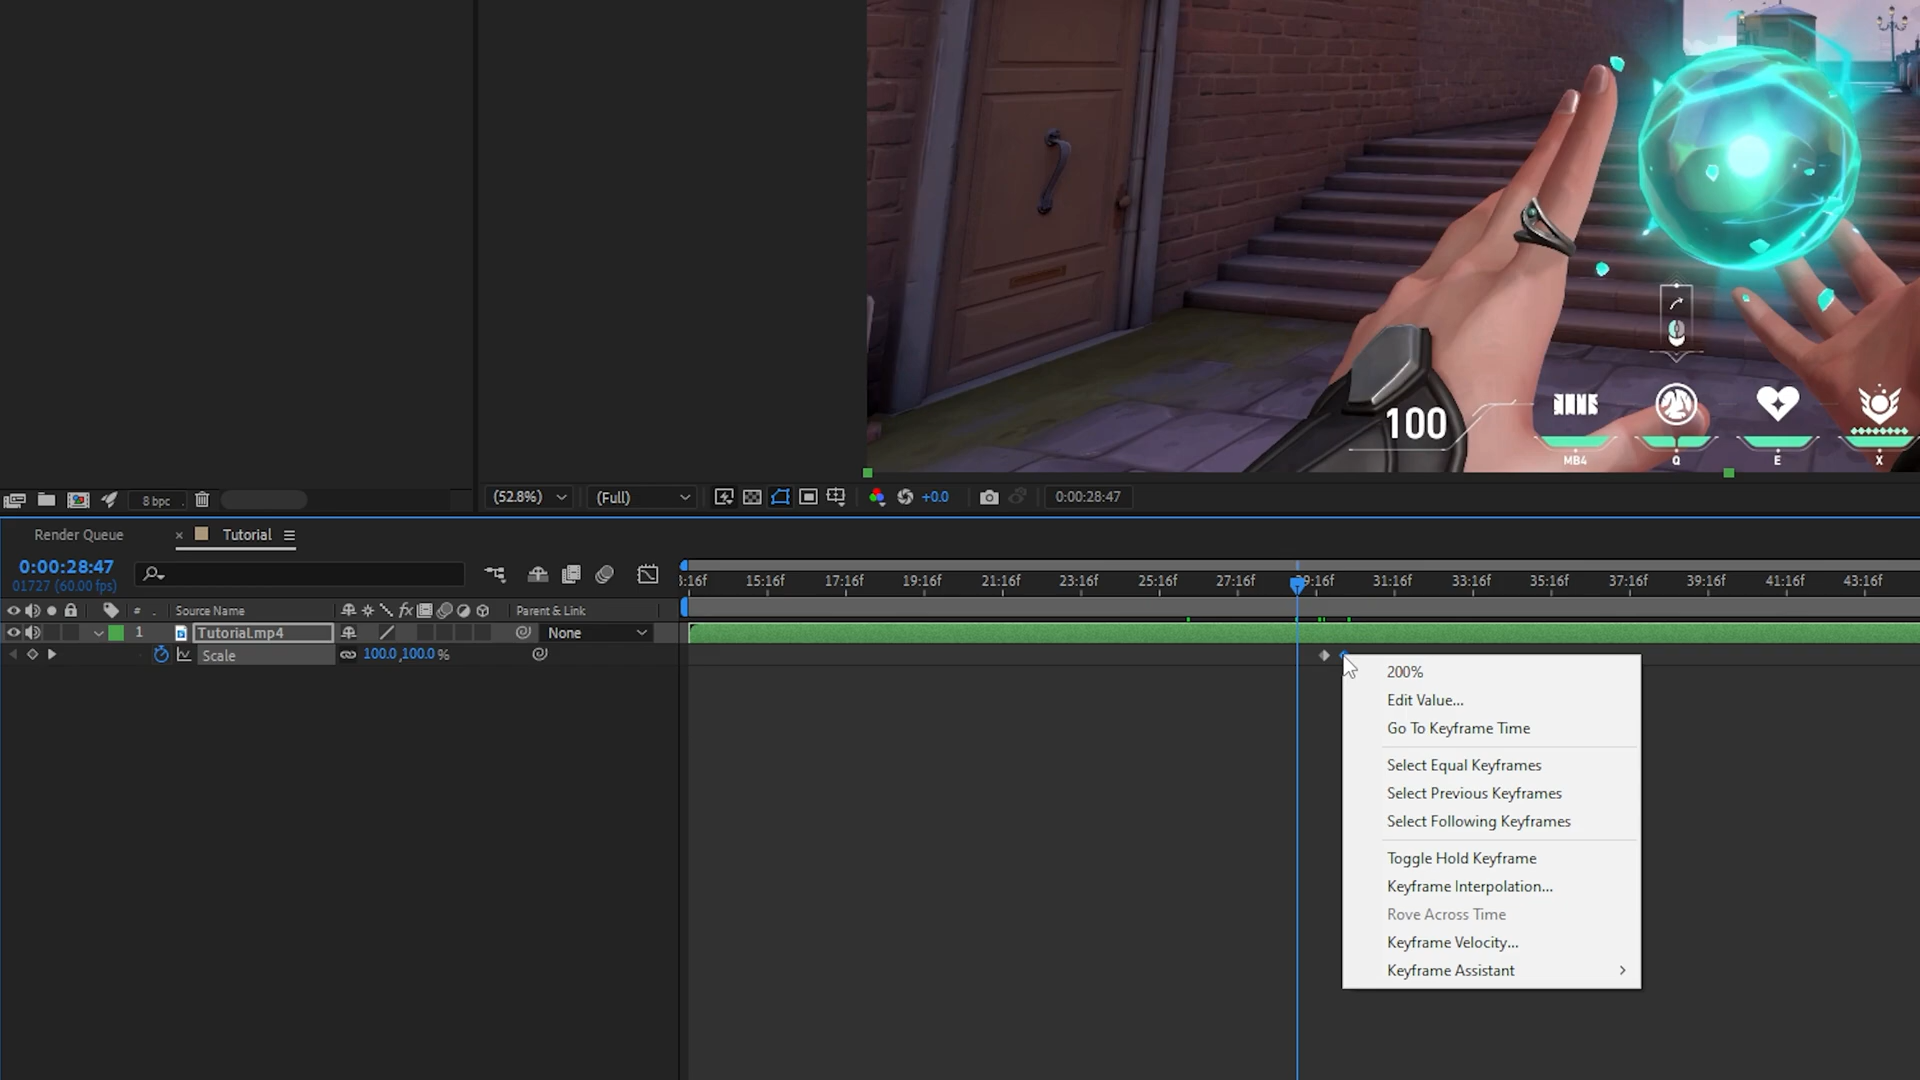 100
MB4
Q
E
X
8 bpc
(52.8%)
(Full)
+0.0
0:00:28:47
Render Queue
× Tutorial
0:00:28:47
01727 (60.00 fps)
15:16f 17:16f 19:16f 21:16f 23:16f 25:16f 27:16f 31:16f 33:16f 35:16f 37:16f 39:16f 41:16f 43:16f
# . Source Name fx Parent & Link
1 Tutorial.mp4 None
Scale 100.0,100.0 %
200%
Edit Value...
Go To Keyframe Time
Select Equal Keyframes
Select Previous Keyframes
Select Following Keyframes
Toggle Hold Keyframe
Keyframe Interpolation...
Rove Across Time
Keyframe Velocity...
Keyframe Assistant